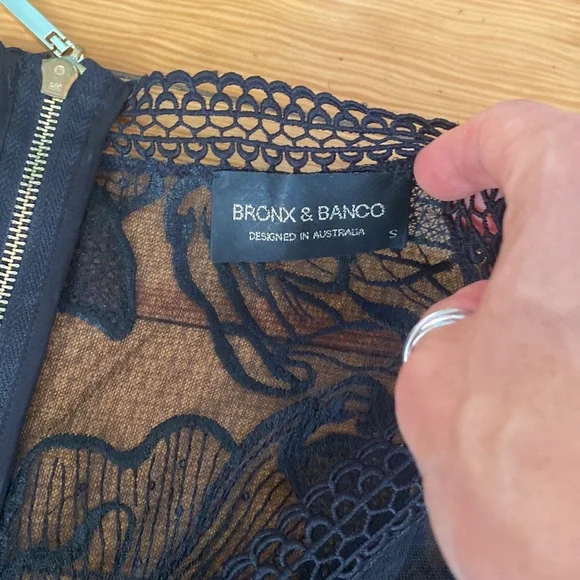 BRONX & BANCO
DESIGNED IN AUSTRALIA
S